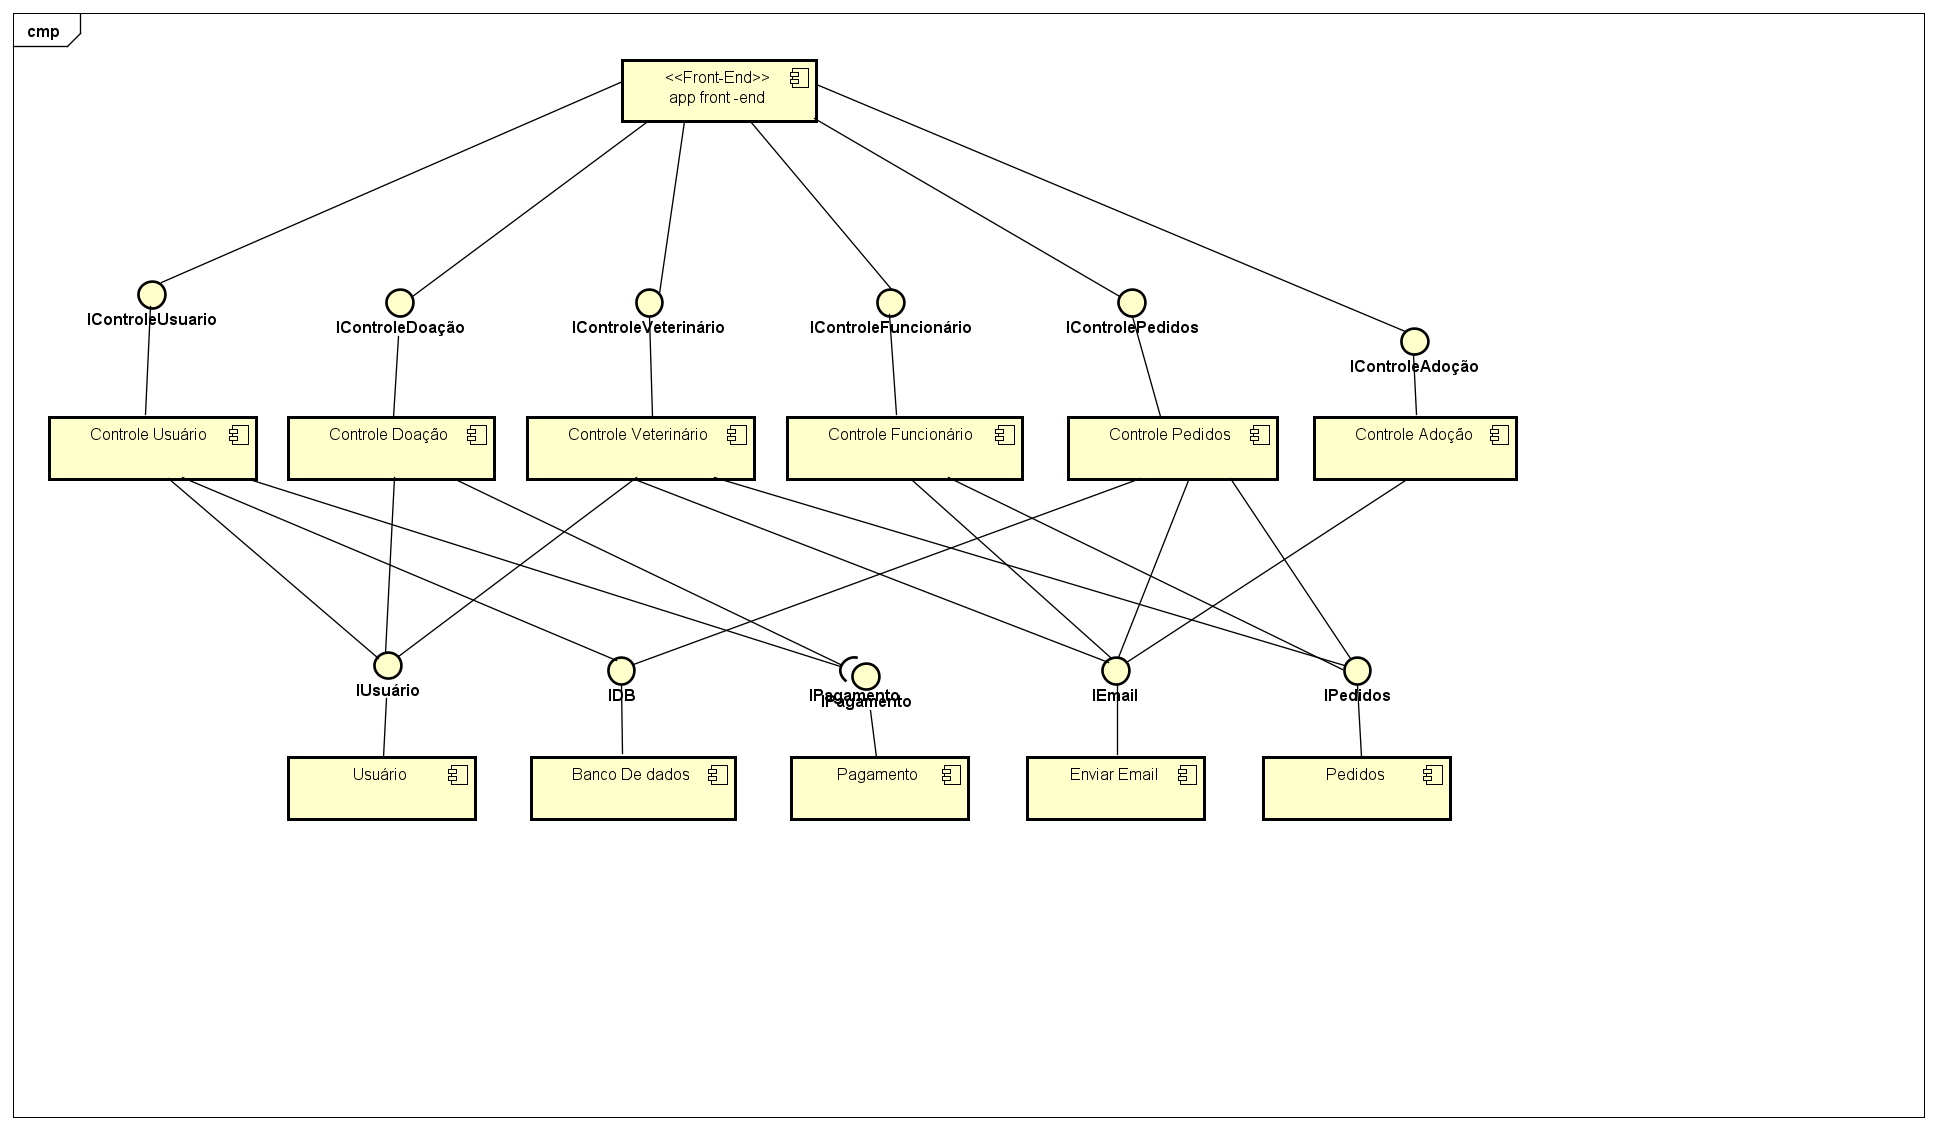 cmp
<<Front-End>>
app front -end
IControleUsuario
IControleDoação
IControleVeterinário
IControleFuncionário
IControlePedidos
IControleAdoção
Controle Usuário
Controle Doação
Controle Veterinário
Controle Funcionário
Controle Pedidos
Controle Adoção
IUsuário
IDB
IPagamento
IPagamento
IEmail
IPedidos
Usuário
Banco De dados
Pagamento
Enviar Email
Pedidos